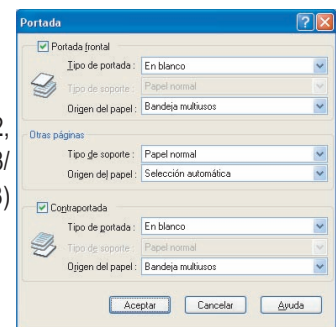 Portada
Portada frontal
Tipo de portada : En blanco
Tipo de soporte : Papel normal
Origen del papel : Bandeja multiusos
2,
Otras páginas
3/
Tipo de soporte : Papel normal
Origen del papel : Selección automática
Contraportada
Tipo de portada : En blanco
Tipo de soporte : Papel normal
Origen del papel : Bandeja multiusos
Aceptar Cancelar Ayuda